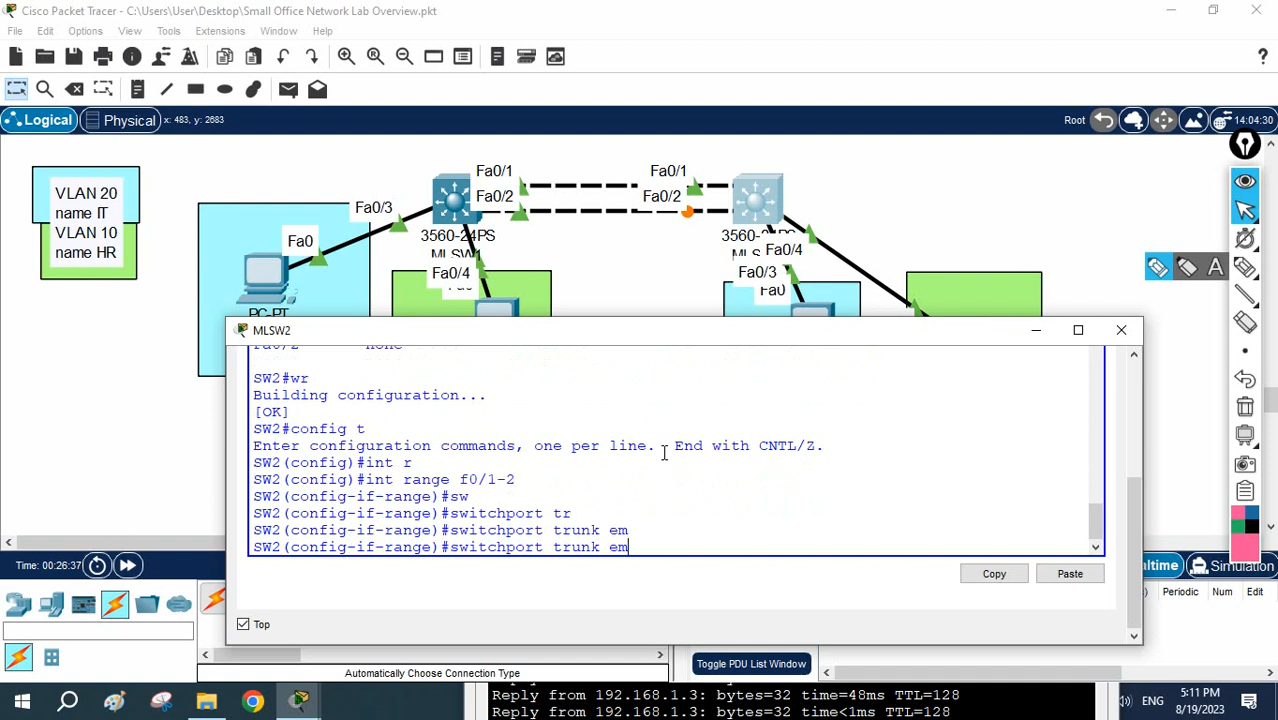 Cisco Packet Tracer - C:\Users\User\Desktop\Small Office Network Lab Overview.pkt
File Edit Options View Tools Extensions Window Help
Logical Physical x: 483, y: 2683 Root 14:04:30
VLAN 20
name IT
VLAN 10
name HR
Fa0/1 Fa0/1
Fa0/2 Fa0/2
Fa0/3
Fa0
3560-24PS
Fa0/4
Fa0/4
Fa0/3
Fa0
PC-PT
A
MLSW2
SW2#wr
Building configuration...
[OK]
SW2#config t
Enter configuration commands, one per line. End with CNTL/Z.
SW2(config)#int r
SW2(config)#int range f0/1-2
SW2(config-if-range)#sw
SW2(config-if-range)#switchport tr
SW2(config-if-range)#switchport trunk em
SW2(config-if-range)#switchport trunk em
Copy Paste
Top
Time: 00:26:37 Simulation
Periodic Num Edit
Automatically Choose Connection Type
Toggle PDU List Window
Reply from 192.168.1.3: bytes=32 time=48ms TTL=128
Reply from 192.168.1.3: bytes=32 time<1ms TTL=128
ENG
5:11 PM
8/19/2023